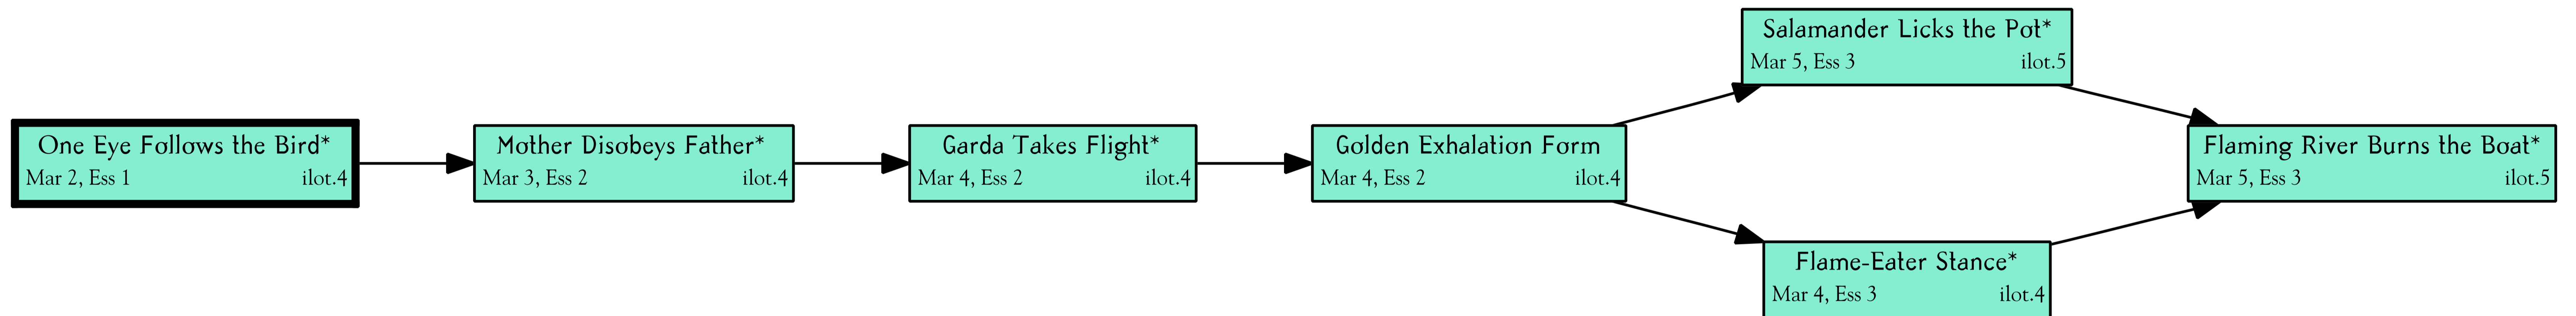 One Eye Follows the Bird*
Mar 2, Ess 1 ilot.4
Mother Disobeys Father*
Mar 3, Ess 2 ilot.4
Garda Takes Flight*
Mar 4, Ess 2 ilot.4
Golden Exhalation Form
Mar 4, Ess 2 ilot.4
Salamander Licks the Pot*
Mar 5, Ess 3 ilot.5
Flame-Eater Stance*
Mar 4, Ess 3 ilot.4
Flaming River Burns the Boat*
Mar 5, Ess 3 ilot.5